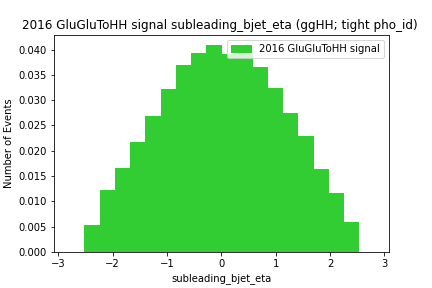 2016 GluGluToHH signal subleading_bjet_eta (ggHH; tight pho_id)
2016 GluGluToHH signal
Number of Events
0.040
0.035
0.030
0.025
0.020
0.015
0.010
0.005
0.000
−3 −2 −1 0 1 2 3
subleading_bjet_eta